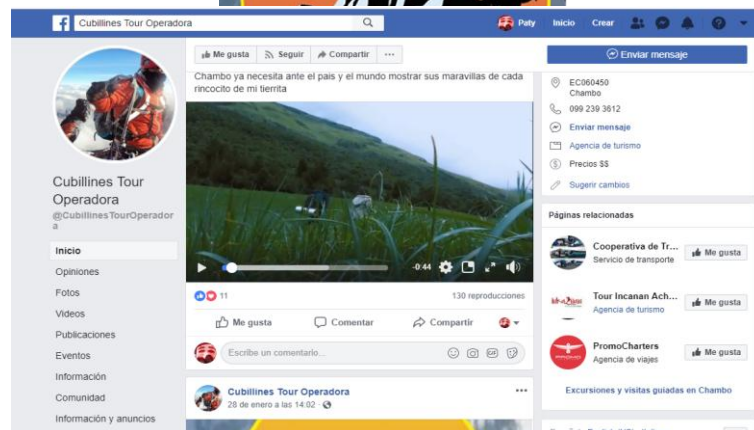 Cubillines Tour Operadora
Paty Inicio Crear
Cubillines Tour
Operadora
@CubillinesTourOperador
a
Inicio
Opiniones
Fotos
Videos
Publicaciones
Eventos
Información
Comunidad
Información y anuncios
Me gusta Seguir Compartir ...
Chambo ya necesita ante el pais y el mundo mostrar sus maravillas de cada
rincocito de mi tierrita
-0:44
11 130 reproducciones
Me gusta Comentar Compartir
Escribe un comentario...
GIF
Cubillines Tour Operadora
28 de enero a las 14:02
Enviar mensaje
EC060450
Chambo
099 239 3612
Enviar mensaje
Agencia de turismo
Precios $$
Sugerir cambios
Páginas relacionadas
Cooperativa de Tr...
Servicio de transporte
Me gusta
Tour Incanan Ach...
Agencia de turismo
Me gusta
PROMO
PromoCharters
Agencia de viajes
Me gusta
Excursiones y visitas guiadas en Chambo